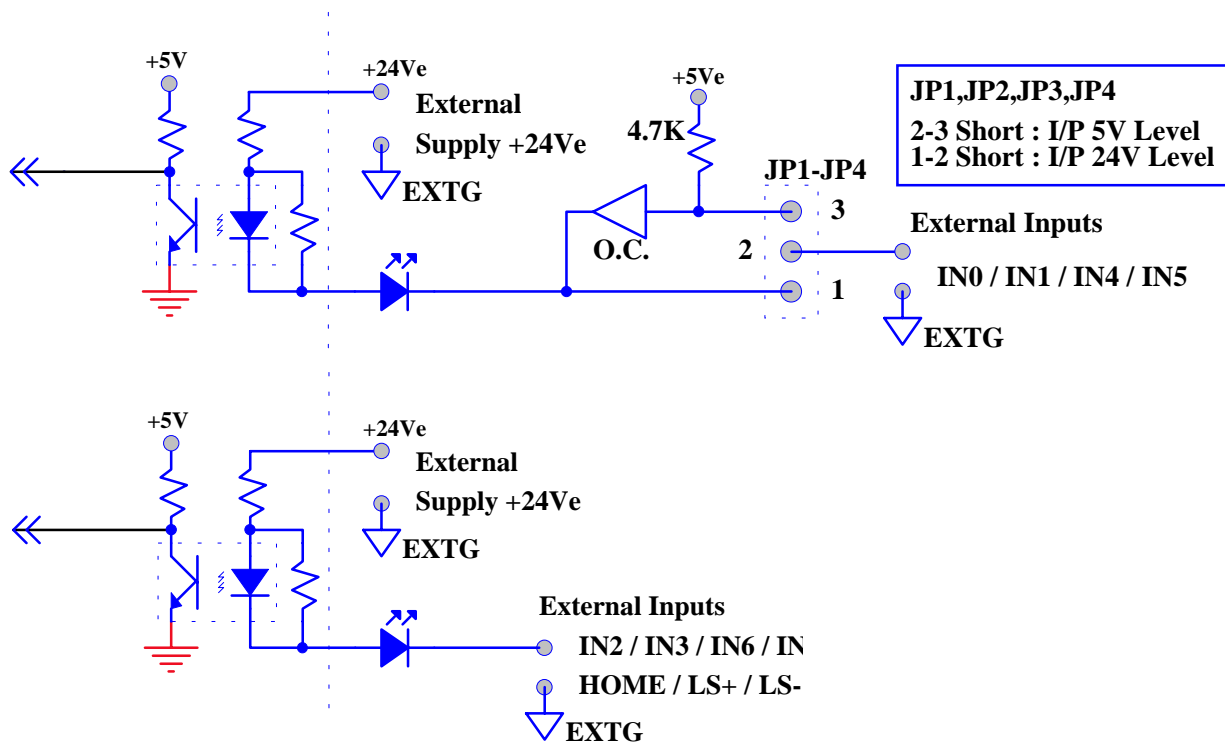 +5V
+24Ve
External
Supply +24Ve
EXTG
+5Ve
4.7K
O.C.
JP1-JP4
3
2
1
JP1,JP2,JP3,JP4
2-3 Short : I/P 5V Level
1-2 Short : I/P 24V Level
External Inputs
IN0 / IN1 / IN4 / IN5
EXTG
+5V
+24Ve
External
Supply +24Ve
EXTG
External Inputs
IN2 / IN3 / IN6 / IN
HOME / LS+ / LS-
EXTG